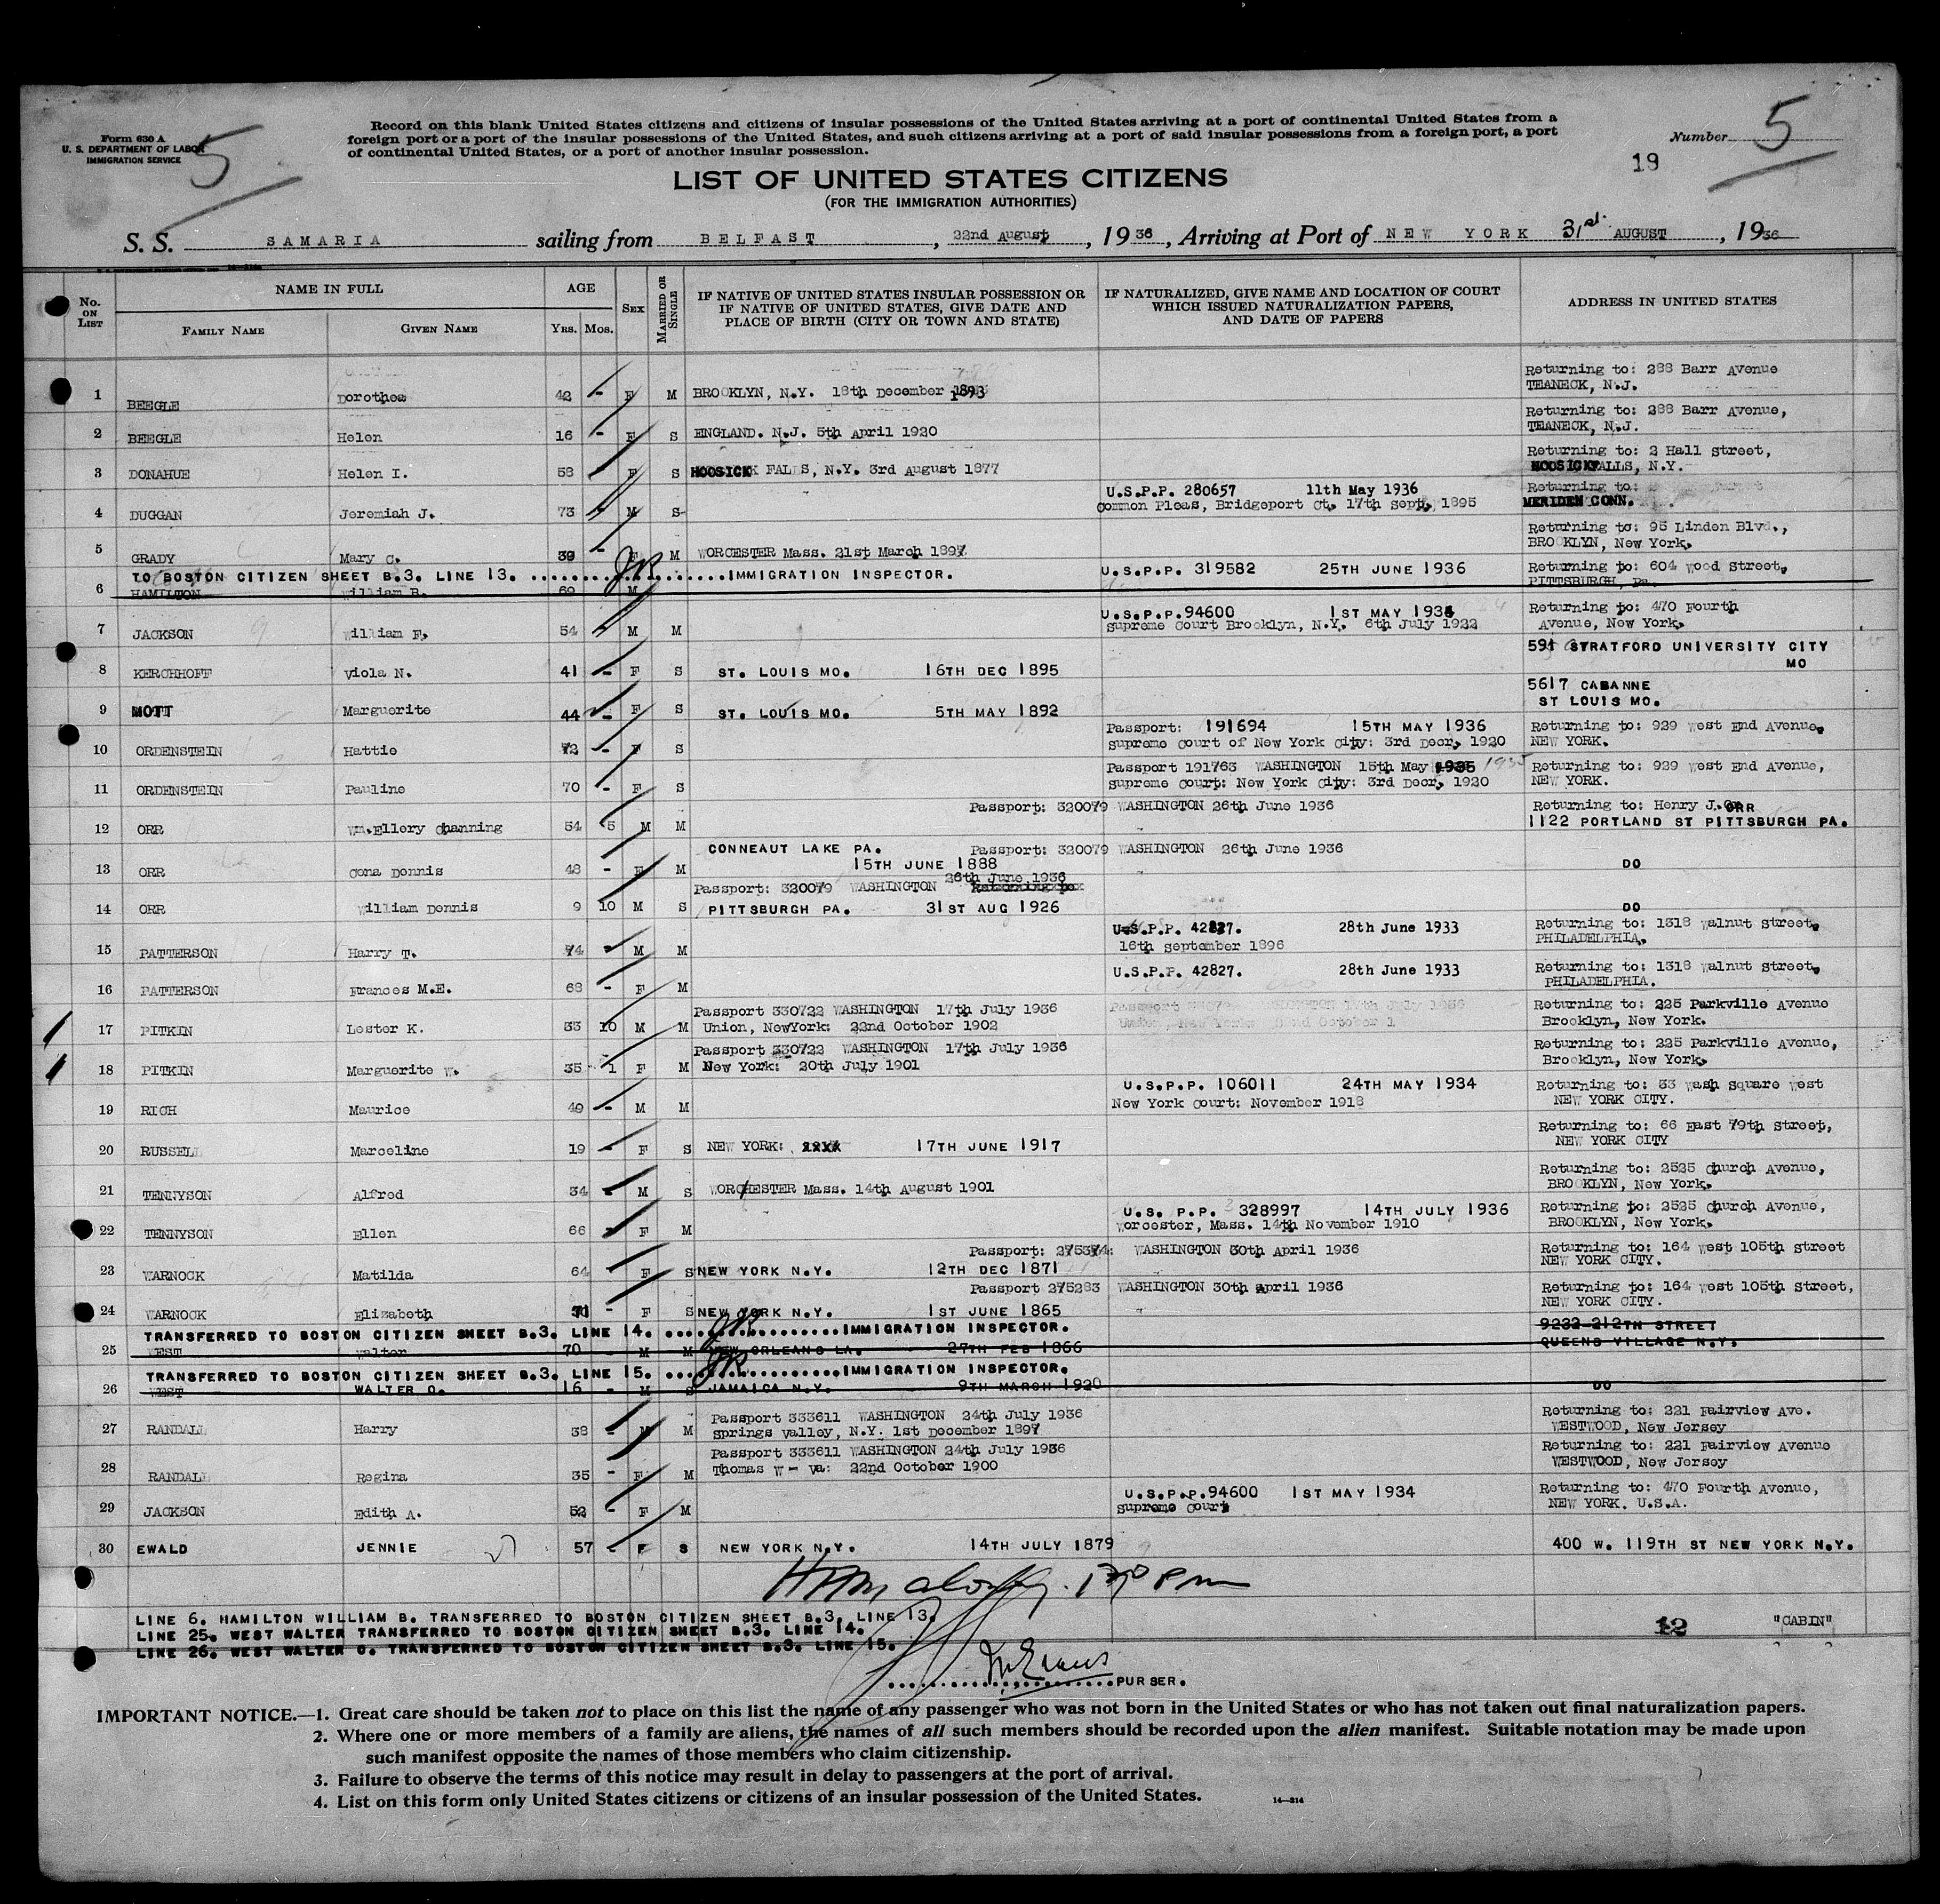 Form 630 A
U. S. DEPARTMENT OF LABOR
IMMIGRATION SERVICE
5
Record on this blank United States citizens and citizens of insular possessions of the United States arriving at a port of continental United States from a
foreign port or a port of the insular possessions of the United States, and such citizens arriving at a port of said insular possessions from a foreign port, a port
of continental United States, or a port of another insular possession.
Number 5
19
LIST OF UNITED STATES CITIZENS
(FOR THE IMMIGRATION AUTHORITIES)
S. S. SAMARIA sailing from BELFAST, 22nd August, 1936, Arriving at Port of NEW YORK 31st AUGUST, 1936
No. ON LIST
NAME IN FULL
FAMILY NAME
GIVEN NAME
AGE
YRS.
MOS.
SEX
MARRIED OR SINGLE
IF NATIVE OF UNITED STATES INSULAR POSSESSION OR
IF NATIVE OF UNITED STATES, GIVE DATE AND
PLACE OF BIRTH (CITY OR TOWN AND STATE)
IF NATURALIZED, GIVE NAME AND LOCATION OF COURT
WHICH ISSUED NATURALIZATION PAPERS,
AND DATE OF PAPERS
ADDRESS IN UNITED STATES
Returning to: 288 Barr Avenue
1 BEEGLE Dorothea 42 - F M BROOKLYN, N.Y. 18th December 1893 TEANECK, N.J.
Returning to: 288 Barr Avenue,
2 BEEGLE Helen 16 - F S ENGLAND. N.J. 5th April 1920 TEANECK, N.J.
Returning to: 2 Hall street,
3 DONAHUE Helen I. 58 - F S HOOSICK FALLS, N.Y. 3rd August 1877 HOOSICK FALLS, N.Y.
U.S.P.P. 280657 11th May 1936 Returning to:
4 DUGGAN Jeremiah J. 73 - M S common Pleas, Bridgeport Ct. 17th Sept, 1895 MERIDEN CONN.
Returning to: 95 Linden Blvd.,
5 GRADY Mary C. 39 - F M WORCESTER Mass. 21st March 1897 BROOKLYN, New York.
TO BOSTON CITIZEN SHEET B.3. LINE 13. IMMIGRATION INSPECTOR. U.S.P.P. 319582 25TH JUNE 1936 Returning to: 604 Wood Street,
6 HAMILTON William B. 69 M PITTSBURGH, Pa.
U.S.P.P. 94600 1ST MAY 1934 Returning to: 470 Fourth
7 JACKSON William F. 54 - M M supreme Court Brooklyn, N.Y. 6th July 1922 Avenue, New York.
591 STRATFORD UNIVERSITY CITY
8 KERCHHOFF Viola N. 41 - F S ST. LOUIS MO. 16TH DEC 1895 MO
5617 CABANNE
9 MOTT Marguerite 44 - F S ST. LOUIS MO. 5TH MAY 1892 ST LOUIS MO.
Passport: 191694 15TH MAY 1936 Returning to: 929 West End Avenue,
10 ORDENSTEIN Hattie 72 - F S supreme Court of New York City: 3rd Decr, 1920 NEW YORK.
Passport 191763 WASHINGTON 15th May 1935 1935 Returning to: 929 West End Avenue,
11 ORDENSTEIN Pauline 70 - F S supreme Court: New York City: 3rd Decr, 1920 NEW YORK.
Passport: 320079 WASHINGTON 26th June 1936 Returning to: Henry J. ORR
12 ORR Wm.Ellery Channing 54 5 M M 1122 PORTLAND ST PITTSBURGH PA.
CONNEAUT LAKE PA. Passport: 320079 WASHINGTON 26th June 1936
13 ORR Cona Dennis 48 - F M 15TH JUNE 1888 DO
Passport: 320079 WASHINGTON 26th June 1936
14 ORR William Dennis 9 10 M S PITTSBURGH PA. 31ST AUG 1926 DO
U.S.P.P. 42827. 28th June 1933 Returning to: 1318 Walnut Street,
15 PATTERSON Harry T. 74 - M M 16th september 1896 PHILADELPHIA.
U.S.P.P. 42827. 28th June 1933 Returning to: 1318 Walnut Street,
16 PATTERSON Frances M.E. 68 - F M PHILADELPHIA.
Passport 330722 WASHINGTON 17th July 1936 Returning to: 225 Parkville Avenue
17 PITKIN Lester K. 33 10 M M Union, NewYork: 22nd October 1902 Brooklyn, New York.
Passport 330722 WASHINGTON 17th July 1936 Returning to: 225 Parkville Avenue,
18 PITKIN Marguerite W. 35 1 F M New York: 20th July 1901 Brooklyn, New York.
U.S.P.P. 106011 24TH MAY 1934 Returning to: 33 Wash Square West
19 RICH Maurice 49 - M M New York Court: November 1918 NEW YORK CITY.
Returning to: 66 East 79th Street,
20 RUSSELL Marceline 19 - F S NEW YORK: 17TH JUNE 1917 NEW YORK CITY
Returning to: 2525 Church Avenue,
21 TENNYSON Alfred 34 - M S WORCHESTER Mass. 14th August 1901 BROOKLYN, New York.
U.S. P.P. 328997 14TH JULY 1936 Returning to: 2525 Church Avenue,
22 TENNYSON Ellen 66 - F M Worcester, Mass. 14th November 1910 BROOKLYN, New York.
Passport: 275374: WASHINGTON 30th April 1936 Returning to: 164 West 105th street
23 WARNOCK Matilda 64 F S NEW YORK N.Y. 12TH DEC 1871 NEW YORK CITY.
Passport 275283 WASHINGTON 30th April 1936 Returning to: 164 West 105th Street,
24 WARNOCK Elizabeth 71 - F S NEW YORK N.Y. 1ST JUNE 1865 NEW YORK CITY.
TRANSFERRED TO BOSTON CITIZEN SHEET B.3. LINE 14. IMMIGRATION INSPECTOR. 9232-212TH STREET
25 WEST Walter 70 - M M NEW ORLEANS LA. 27TH FEB 1866 QUEENS VILLAGE N.Y.
TRANSFERRED TO BOSTON CITIZEN SHEET B.3. LINE 15. IMMIGRATION INSPECTOR.
26 WEST WALTER O. 16 - M S JAMAICA N.Y. 9TH MARCH 1920 DO
Passport 333611 WASHINGTON 24th July 1936 Returning to: 221 Fairview Ave.
27 RANDALL Harry 38 - M M Springs Valley, N.Y. 1st December 1897 WESTWOOD, New Jersey
Passport 333611 WASHINGTON 24th July 1936 Returning to: 221 Fairview Avenue
28 RANDALL Regina 35 - F M Thomas W - Va: 22nd October 1900 WESTWOOD, New Jersey
U.S.P.P. 94600 1ST MAY 1934 Returning to: 470 Fourth Avenue,
29 JACKSON Edith A. 52 - F M supreme Court NEW YORK. U.S.A.
30 EWALD JENNIE 57 - F S NEW YORK N.Y. 14TH JULY 1879 400 W. 119TH ST NEW YORK N.Y.
LINE 6. HAMILTON WILLIAM B. TRANSFERRED TO BOSTON CITIZEN SHEET B.3. LINE 13.
LINE 25. WEST WALTER TRANSFERRED TO BOSTON CITIZEN SHEET B.3. LINE 14.
LINE 26. WEST WALTER O. TRANSFERRED TO BOSTON CITIZEN SHEET B.3. LINE 15.
12 "CABIN"
PURSER.
IMPORTANT NOTICE.—1. Great care should be taken not to place on this list the name of any passenger who was not born in the United States or who has not taken out final naturalization papers.
2. Where one or more members of a family are aliens, the names of all such members should be recorded upon the alien manifest. Suitable notation may be made upon
such manifest opposite the names of those members who claim citizenship.
3. Failure to observe the terms of this notice may result in delay to passengers at the port of arrival.
4. List on this form only United States citizens or citizens of an insular possession of the United States.
14—314